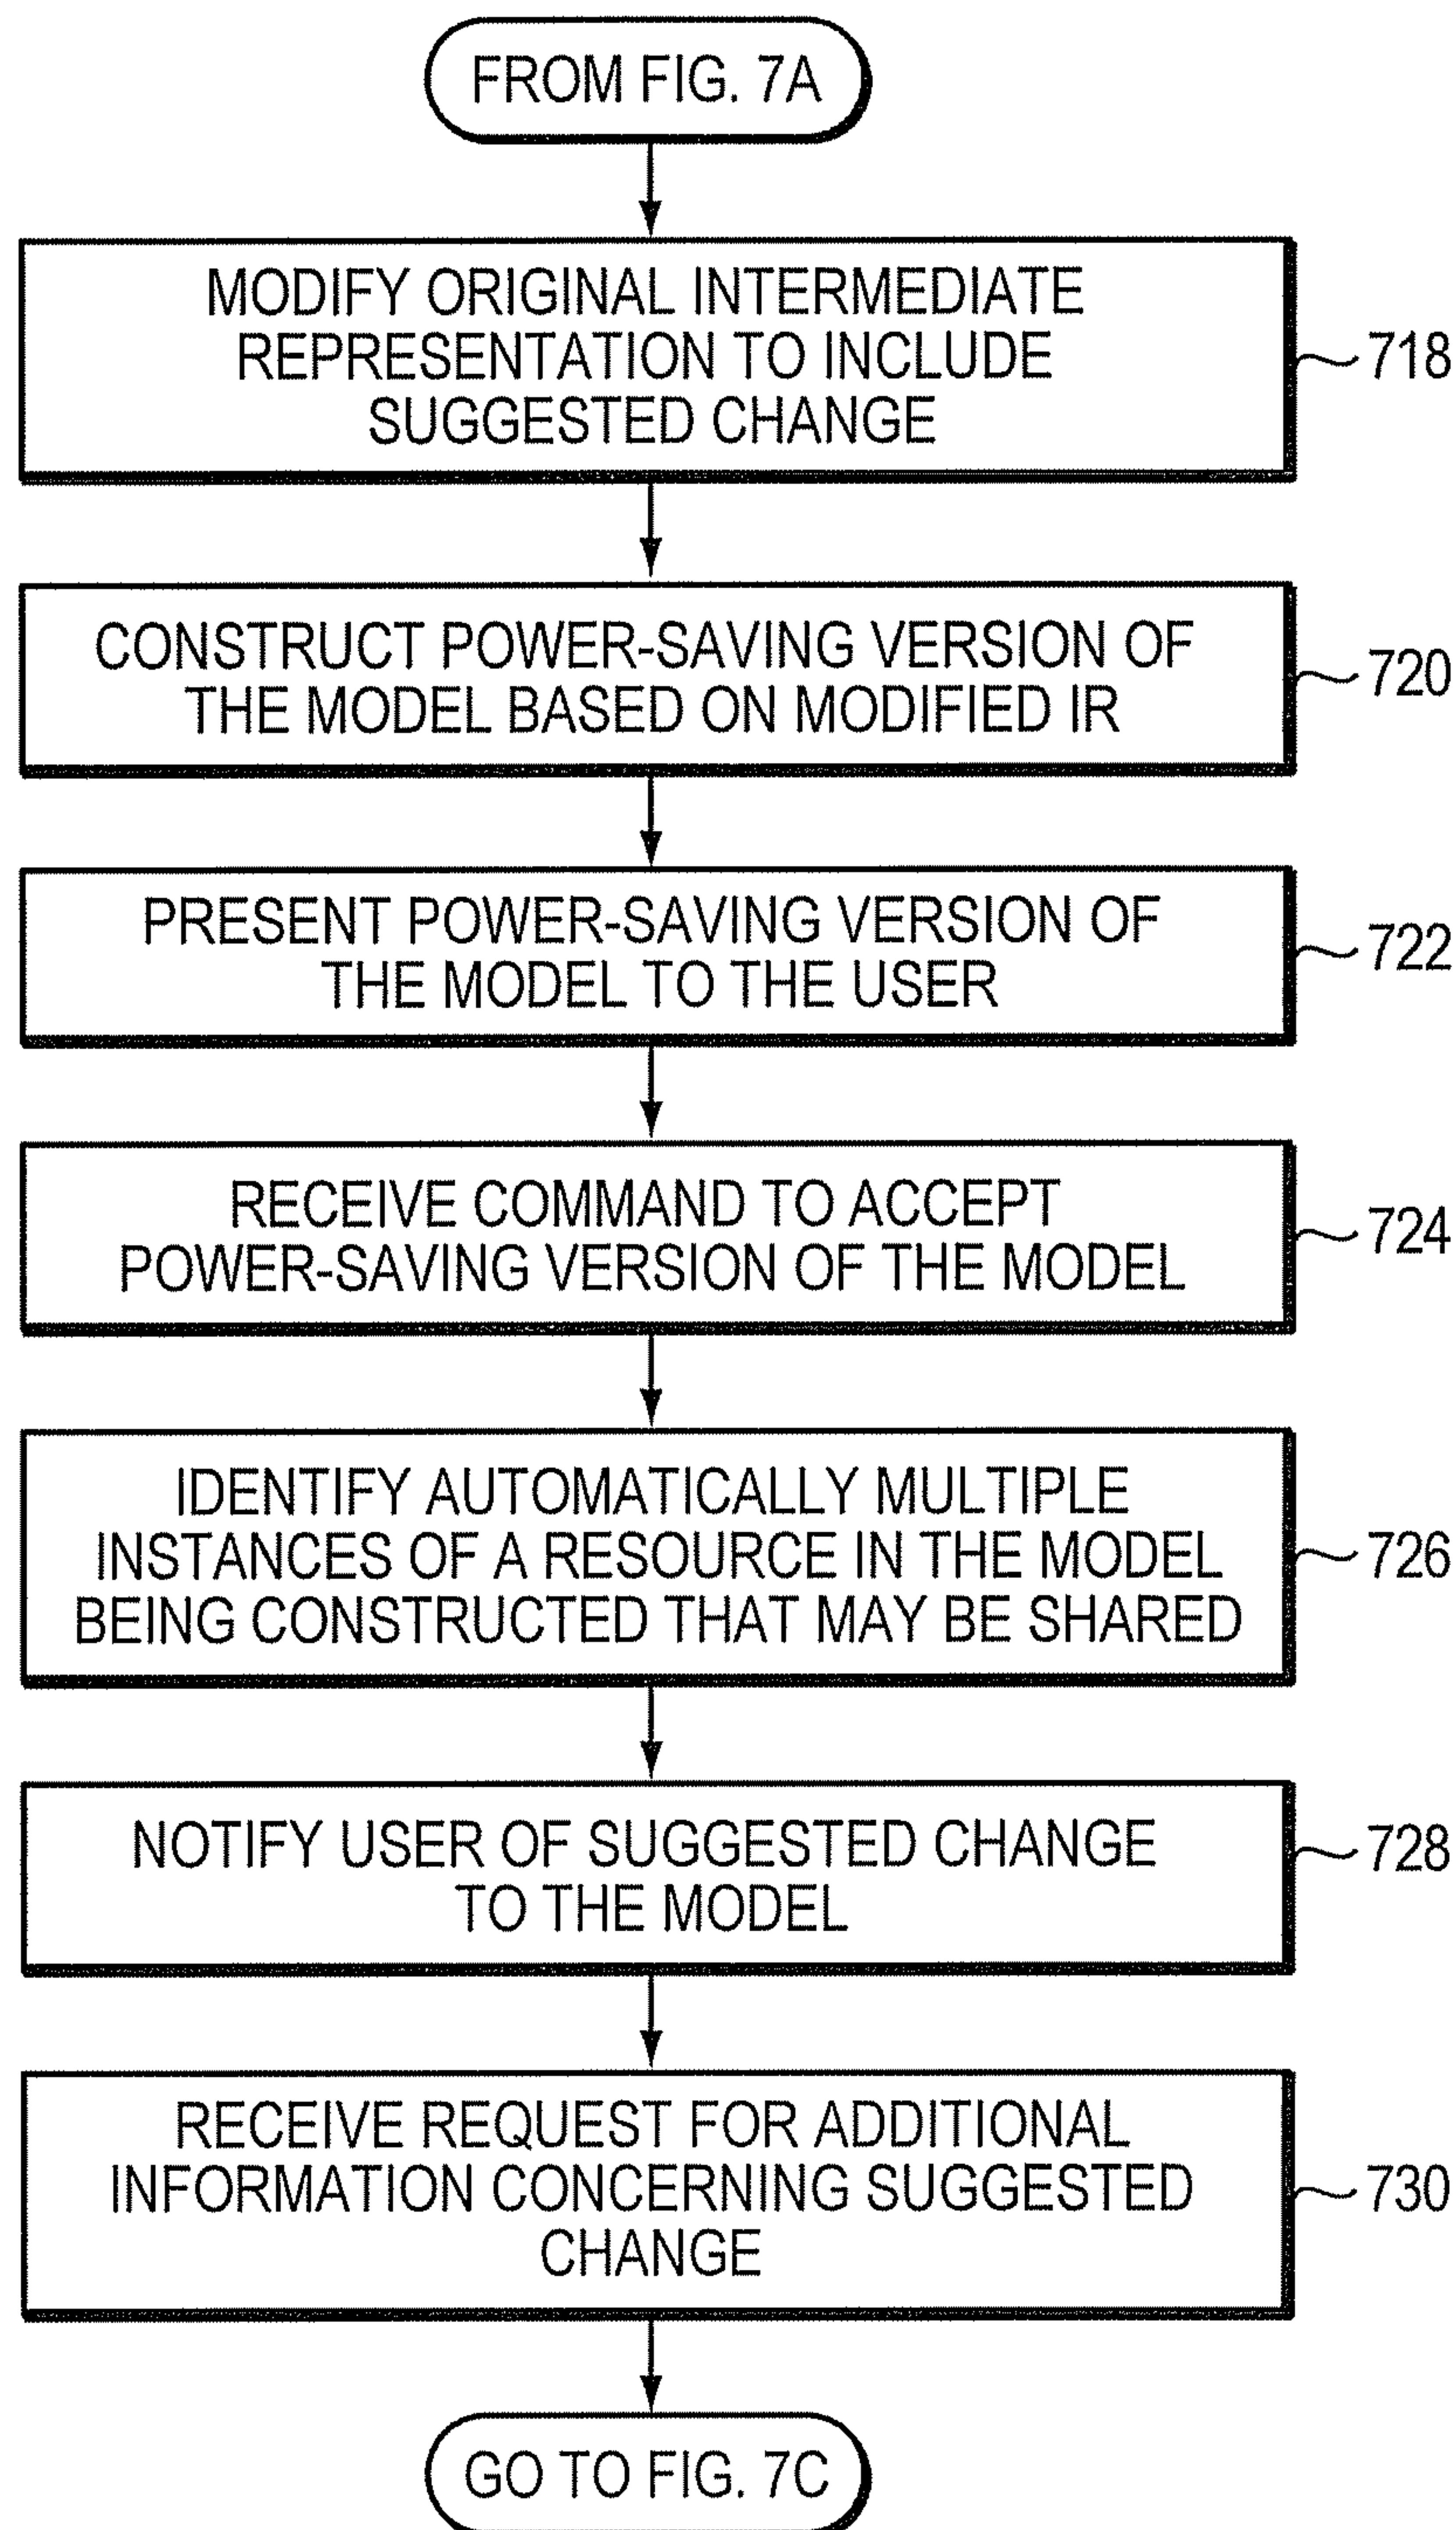 FROM FIG. 7A
MODIFY ORIGINAL INTERMEDIATE
REPRESENTATION TO INCLUDE
SUGGESTED CHANGE
718
CONSTRUCT POWER-SAVING VERSION OF
THE MODEL BASED ON MODIFIED IR
720
PRESENT POWER-SAVING VERSION OF
THE MODEL TO THE USER
722
RECEIVE COMMAND TO ACCEPT
POWER-SAVING VERSION OF THE MODEL
724
IDENTIFY AUTOMATICALLY MULTIPLE
INSTANCES OF A RESOURCE IN THE MODEL
BEING CONSTRUCTED THAT MAY BE SHARED
726
NOTIFY USER OF SUGGESTED CHANGE
TO THE MODEL
728
RECEIVE REQUEST FOR ADDITIONAL
INFORMATION CONCERNING SUGGESTED
CHANGE
730
GO TO FIG. 7C